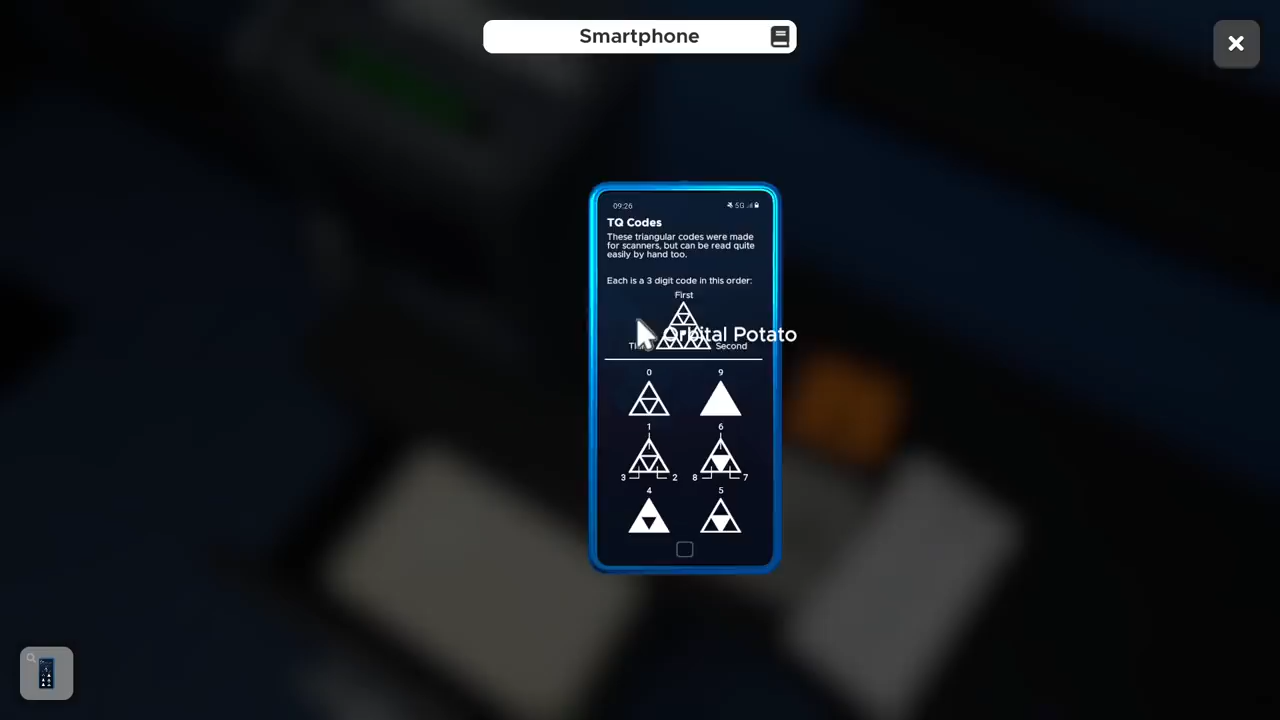 Smartphone
09:26
5G
TQ Codes
These triangular codes were made
for scanners, but can be read quite
easily by hand too.
Each is a 3 digit code in this order:
First
Orbital Potato
Second
0 9
1 6
3 2 8 7
4 5